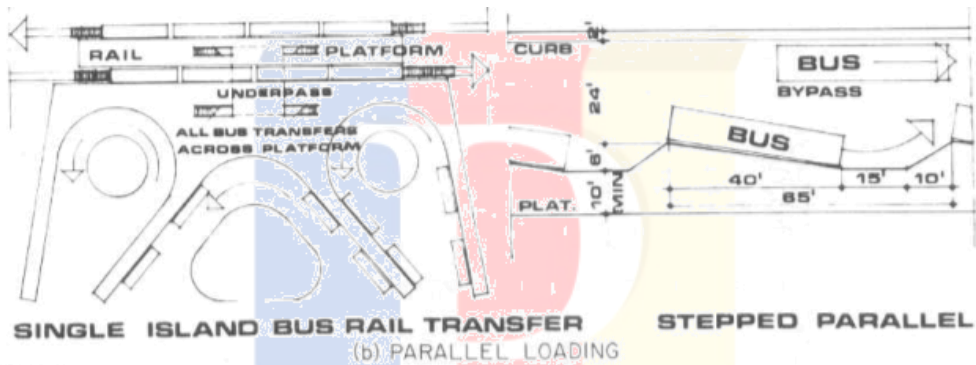 RAIL PLATFORM
UNDERPASS
ALL BUS TRANSFERS
ACROSS PLATFORM
2'
CURB
BUS
BYPASS
24'
BUS
6'
10'
MIN
40' 15' 10'
65'
PLAT.
SINGLE ISLAND BUS RAIL TRANSFER
STEPPED PARALLEL
(b) PARALLEL LOADING